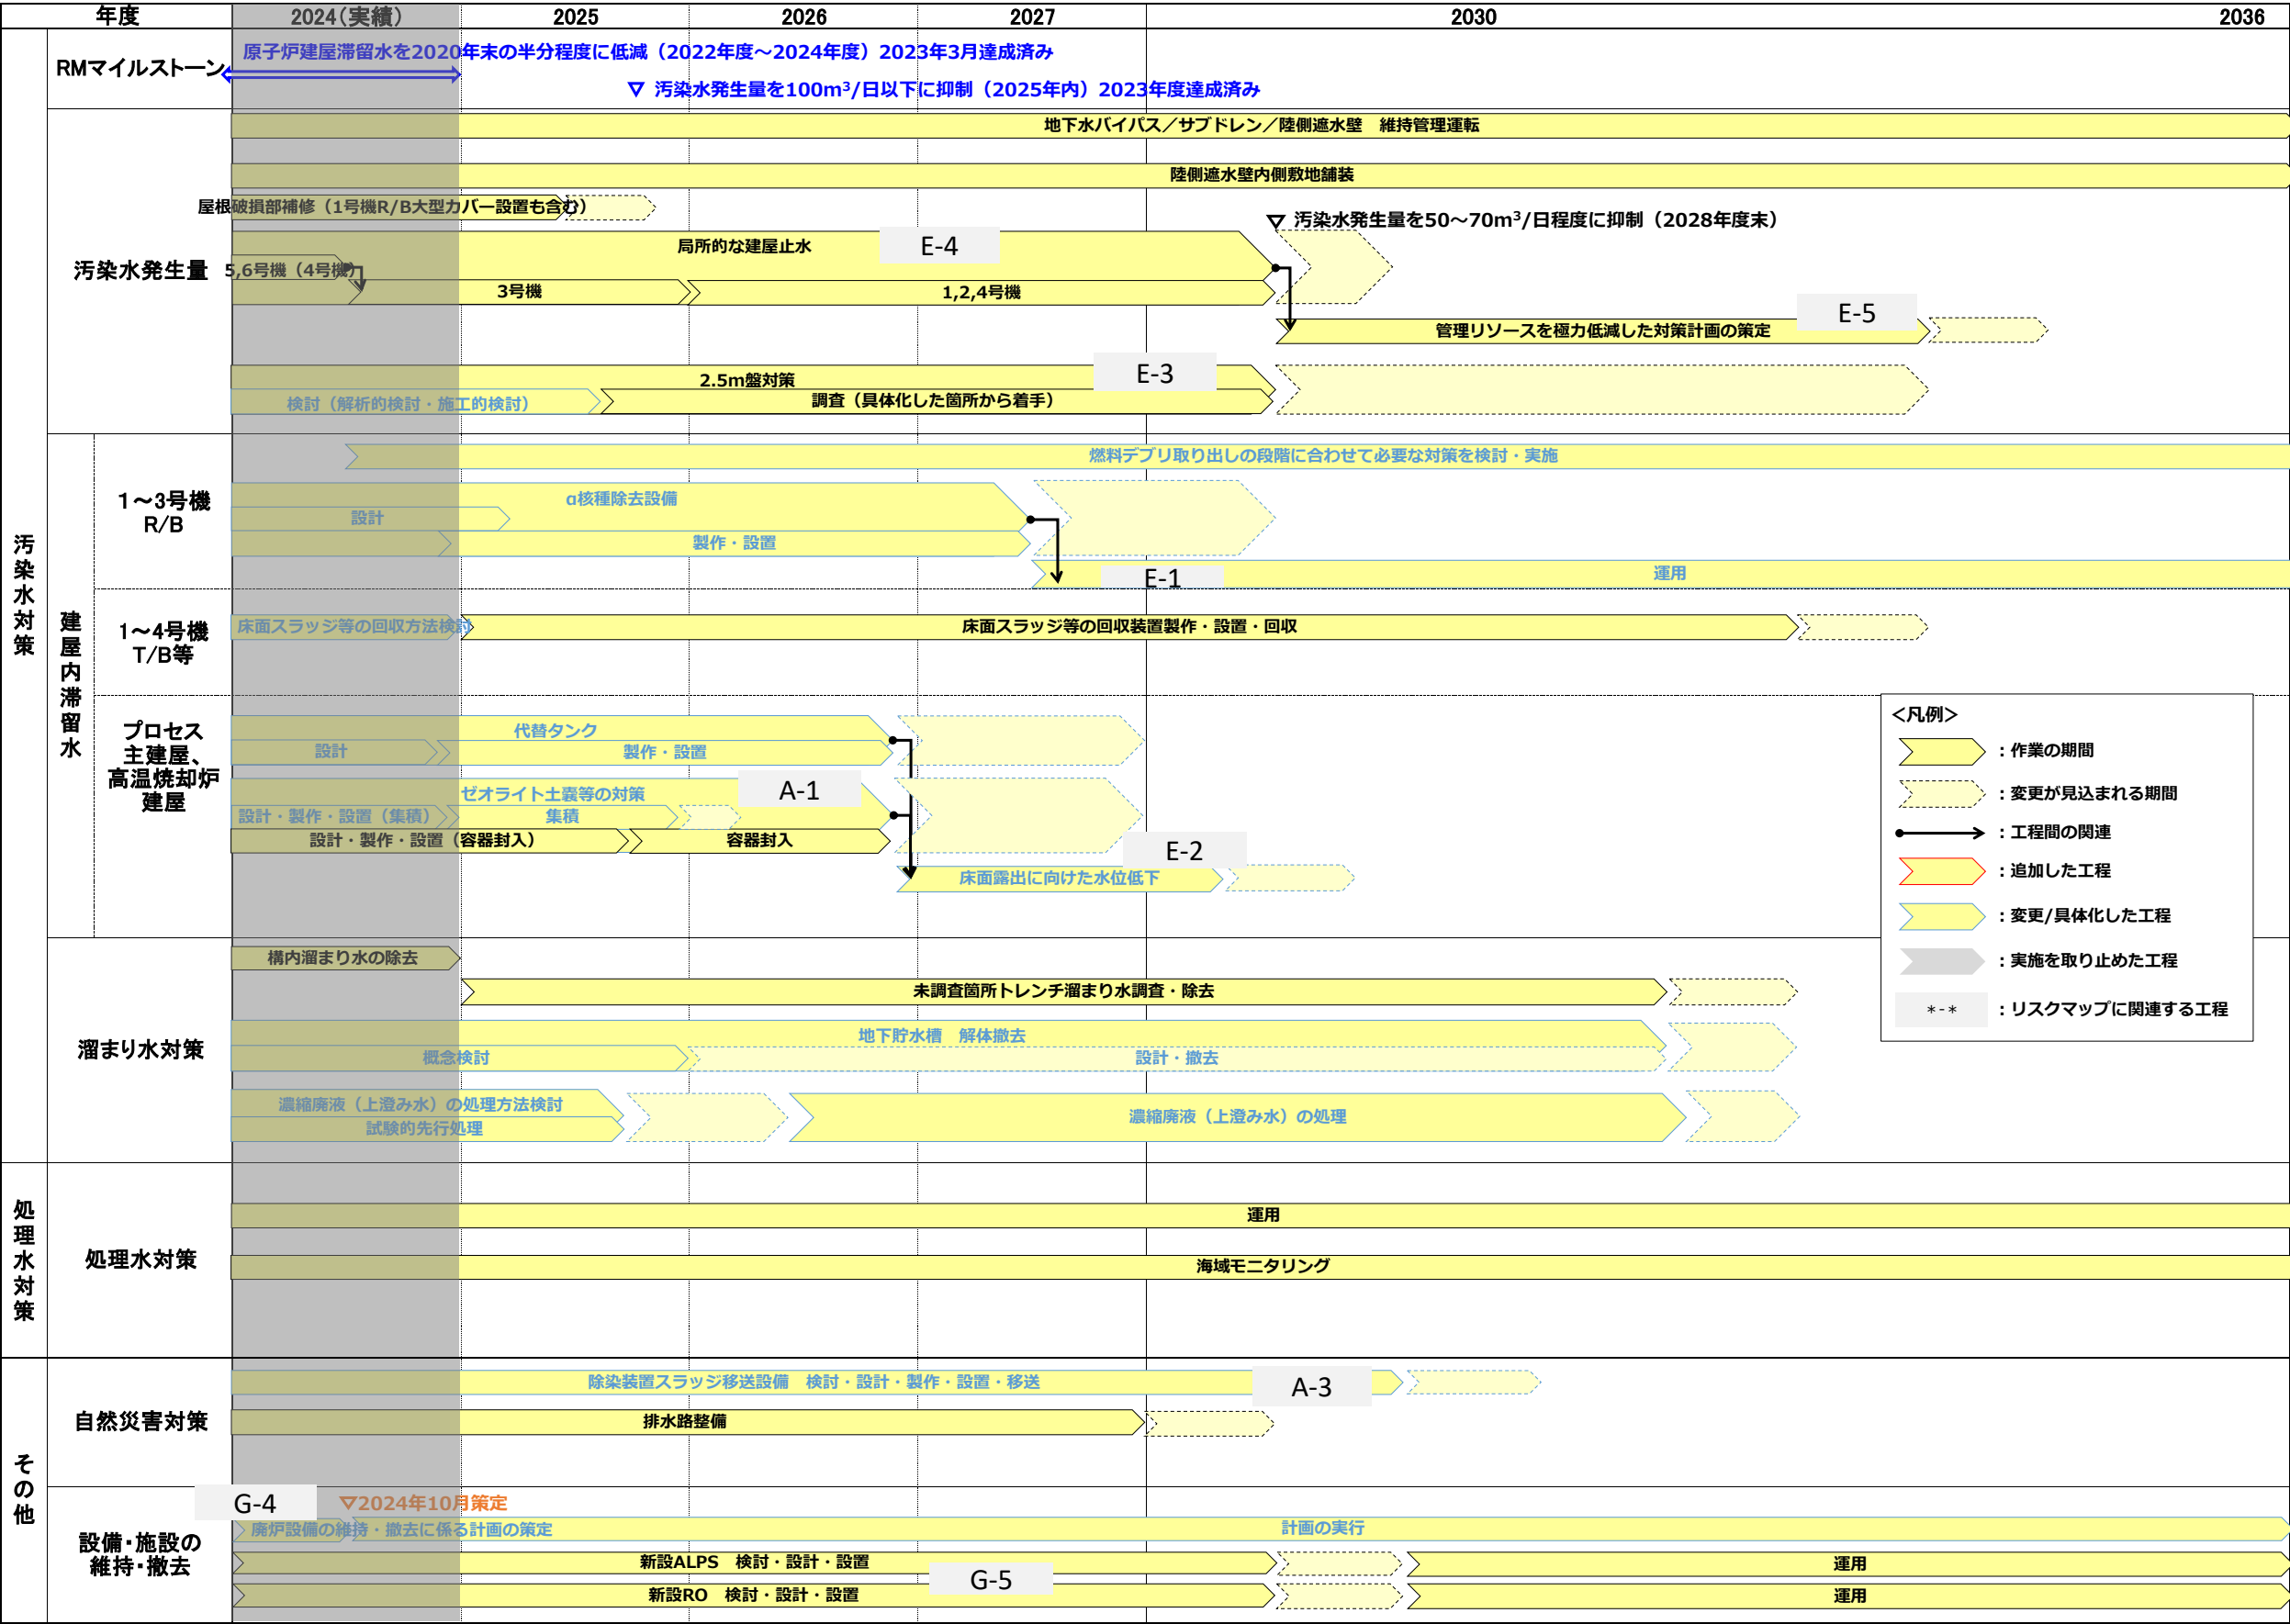 年度
2024(実績)
2025
2026
2027
2030
2036
汚染水対策
RMマイルストーン
原子炉建屋滞留水を2020年末の半分程度に低減（2022年度～2024年度）2023年3月達成済み
▽ 汚染水発生量を100m³/日以下に抑制（2025年内）2023年度達成済み
汚染水発生量
地下水バイパス／サブドレン／陸側遮水壁　維持管理運転
陸側遮水壁内側敷地舗装
屋根破損部補修（1号機R/B大型カバー設置も含む）
▽ 汚染水発生量を50～70m³/日程度に抑制（2028年度末）
局所的な建屋止水
E-4
5,6号機（4号機）
3号機
1,2,4号機
管理リソースを極力低減した対策計画の策定
E-5
2.5m盤対策
E-3
検討（解析的検討・施工的検討）
調査（具体化した箇所から着手）
建屋内滞留水
1～3号機
R/B
燃料デブリ取り出しの段階に合わせて必要な対策を検討・実施
α核種除去設備
設計
製作・設置
E-1
運用
1～4号機
T/B等
床面スラッジ等の回収方法検討
床面スラッジ等の回収装置製作・設置・回収
プロセス
主建屋、
高温焼却炉
建屋
代替タンク
設計
製作・設置
ゼオライト土嚢等の対策
A-1
設計・製作・設置（集積）
集積
設計・製作・設置（容器封入）
容器封入
E-2
床面露出に向けた水位低下
＜凡例＞
：作業の期間
：変更が見込まれる期間
：工程間の関連
：追加した工程
：変更/具体化した工程
：実施を取り止めた工程
*-*
：リスクマップに関連する工程
溜まり水対策
構内溜まり水の除去
未調査箇所トレンチ溜まり水調査・除去
地下貯水槽　解体撤去
概念検討
設計・撤去
濃縮廃液（上澄み水）の処理方法検討
試験的先行処理
濃縮廃液（上澄み水）の処理
処理水対策
処理水対策
運用
海域モニタリング
その他
自然災害対策
除染装置スラッジ移送設備　検討・設計・製作・設置・移送
A-3
排水路整備
設備・施設の
維持・撤去
G-4
▽2024年10月策定
廃炉設備の維持・撤去に係る計画の策定
計画の実行
新設ALPS　検討・設計・設置
運用
G-5
新設RO　検討・設計・設置
運用